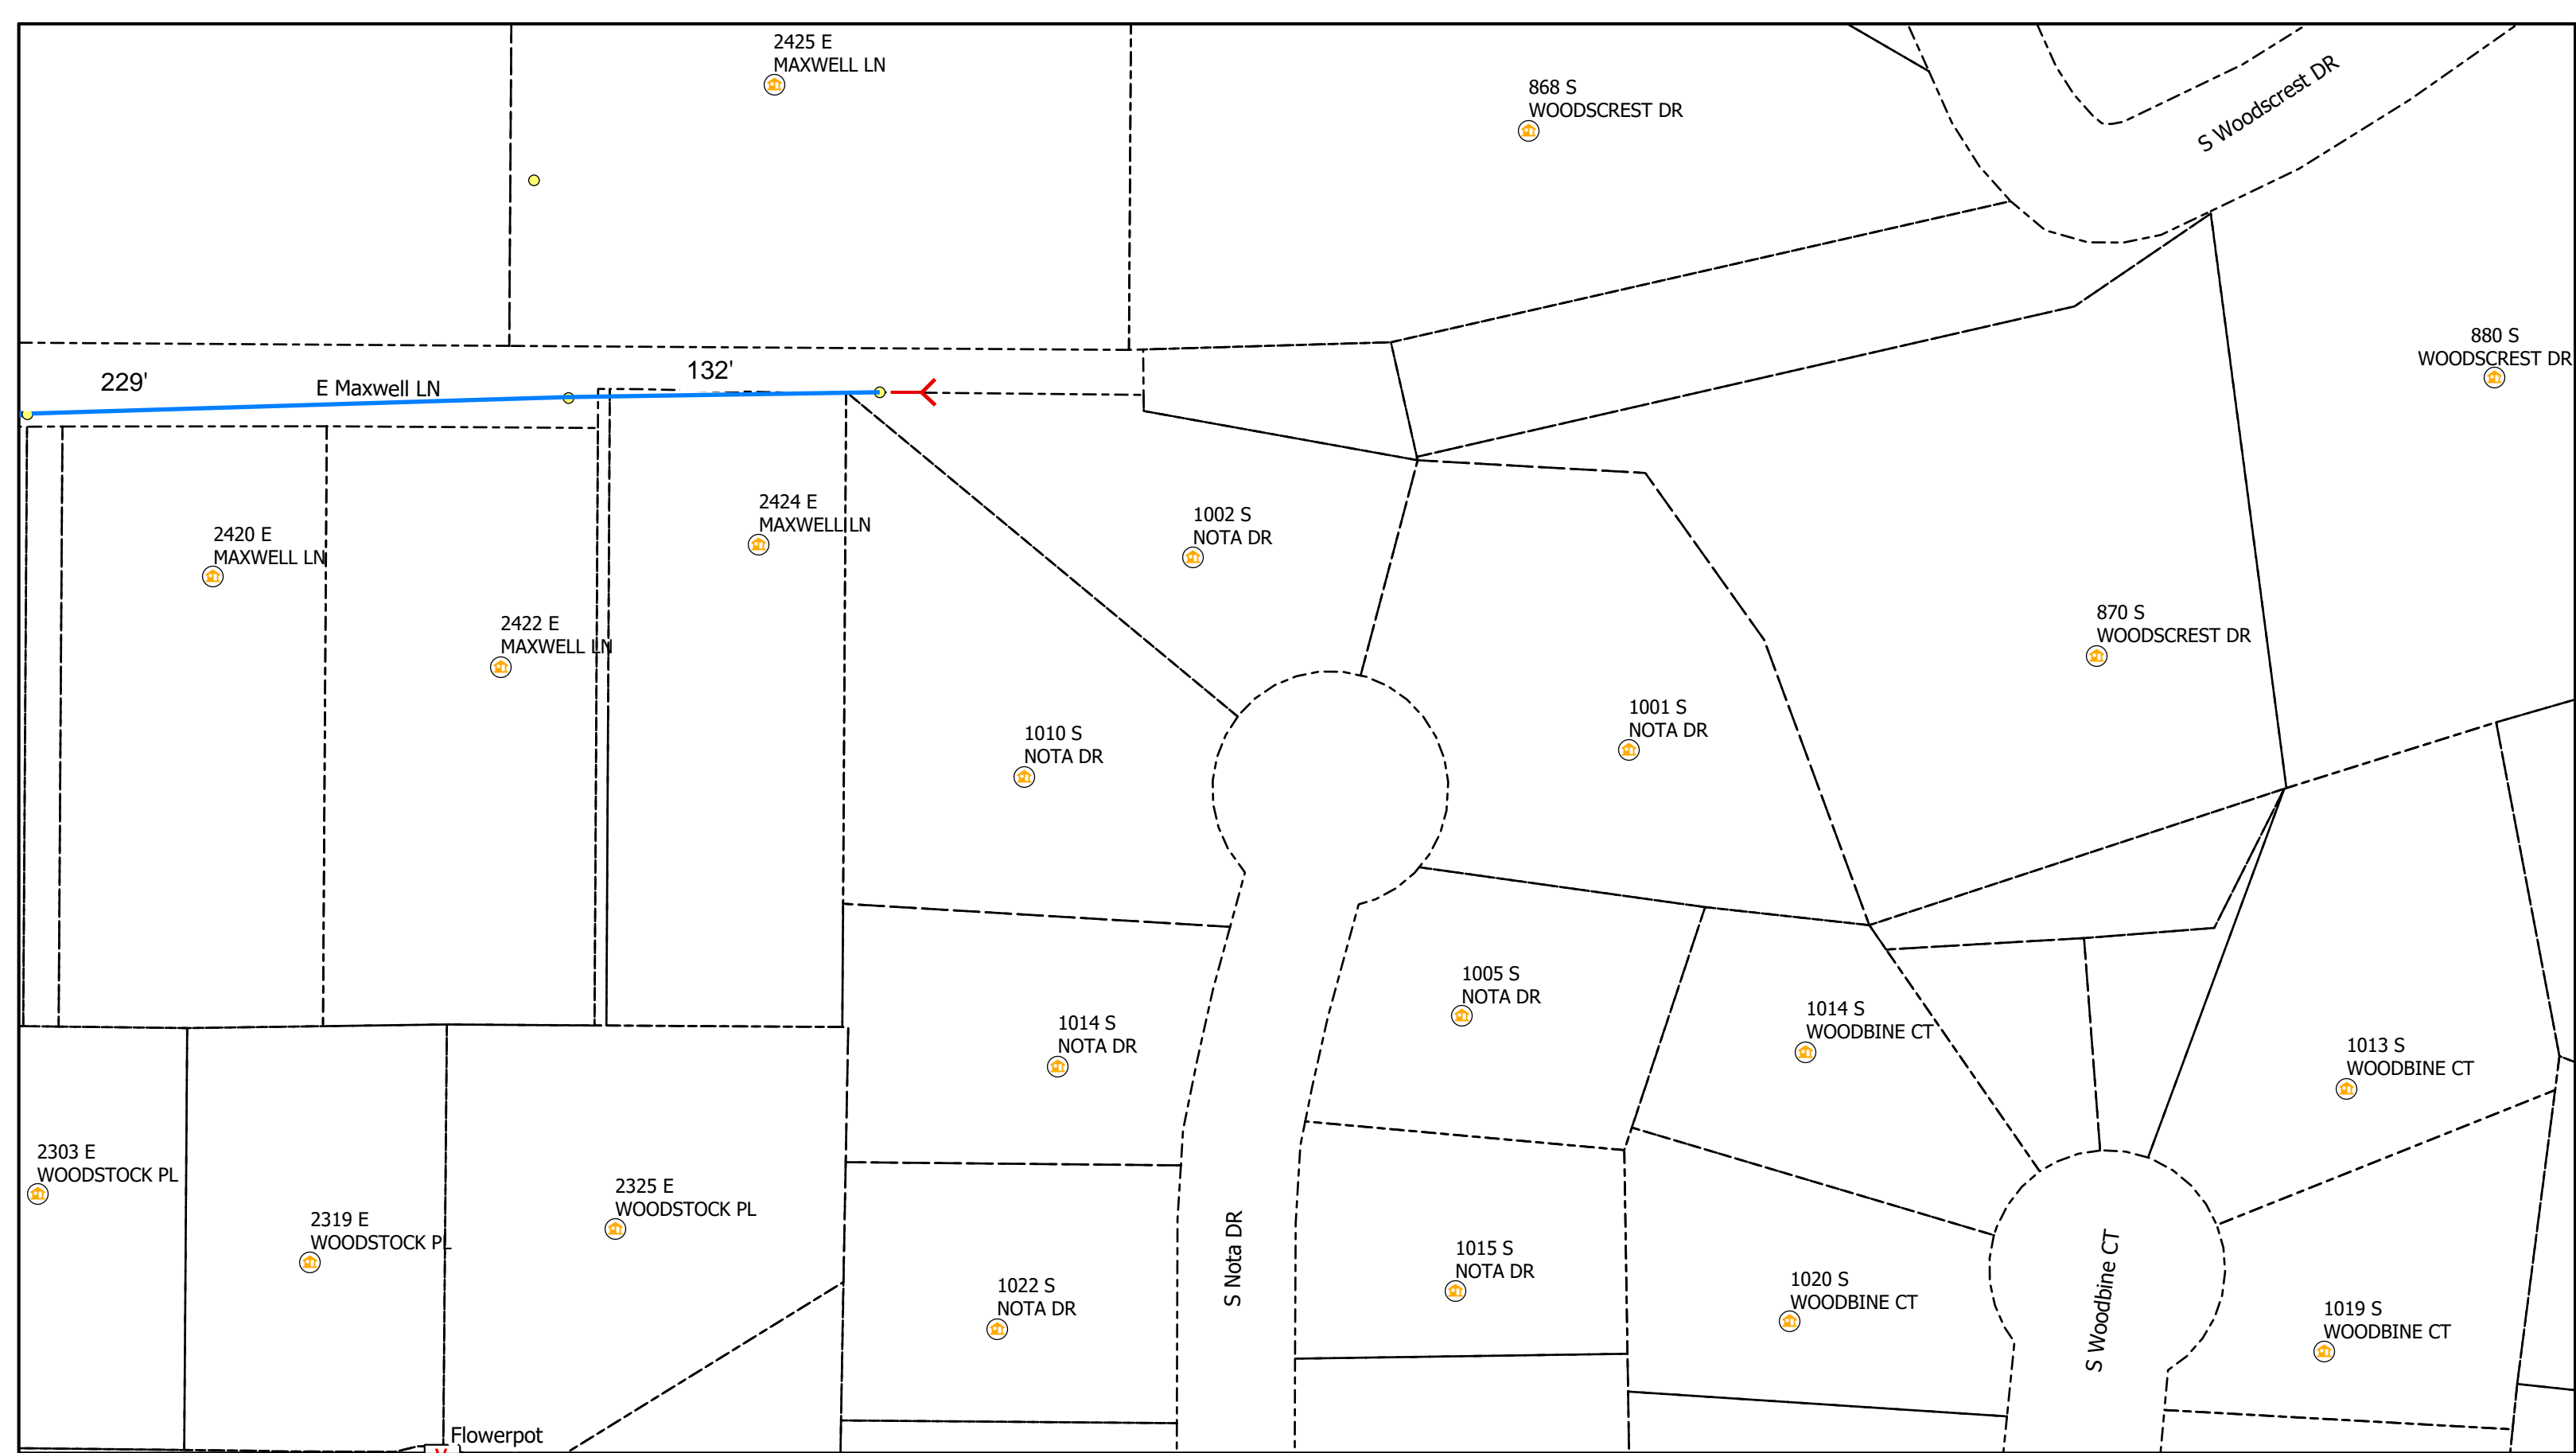 2425 E
MAXWELL LN
868 S
WOODSCREST DR
S Woodscrest DR
880 S
WOODSCREST DR
229'
E Maxwell LN
132'
2424 E
MAXWELL LN
1002 S
NOTA DR
2420 E
MAXWELL LN
2422 E
MAXWELL LN
870 S
WOODSCREST DR
1001 S
NOTA DR
1010 S
NOTA DR
1005 S
NOTA DR
1014 S
WOODBINE CT
1014 S
NOTA DR
1013 S
WOODBINE CT
2303 E
WOODSTOCK PL
2325 E
WOODSTOCK PL
2319 E
WOODSTOCK PL
S Nota DR
S Woodbine CT
1015 S
NOTA DR
1022 S
NOTA DR
1020 S
WOODBINE CT
1019 S
WOODBINE CT
Flowerpot